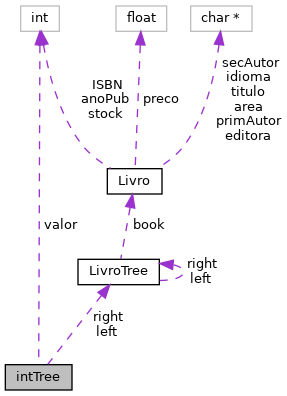 int
float
char *
ISBN
anoPub
stock
preco
secAutor
idioma
titulo
area
primAutor
editora
Livro
valor
book
LivroTree
right
left
right
left
intTree